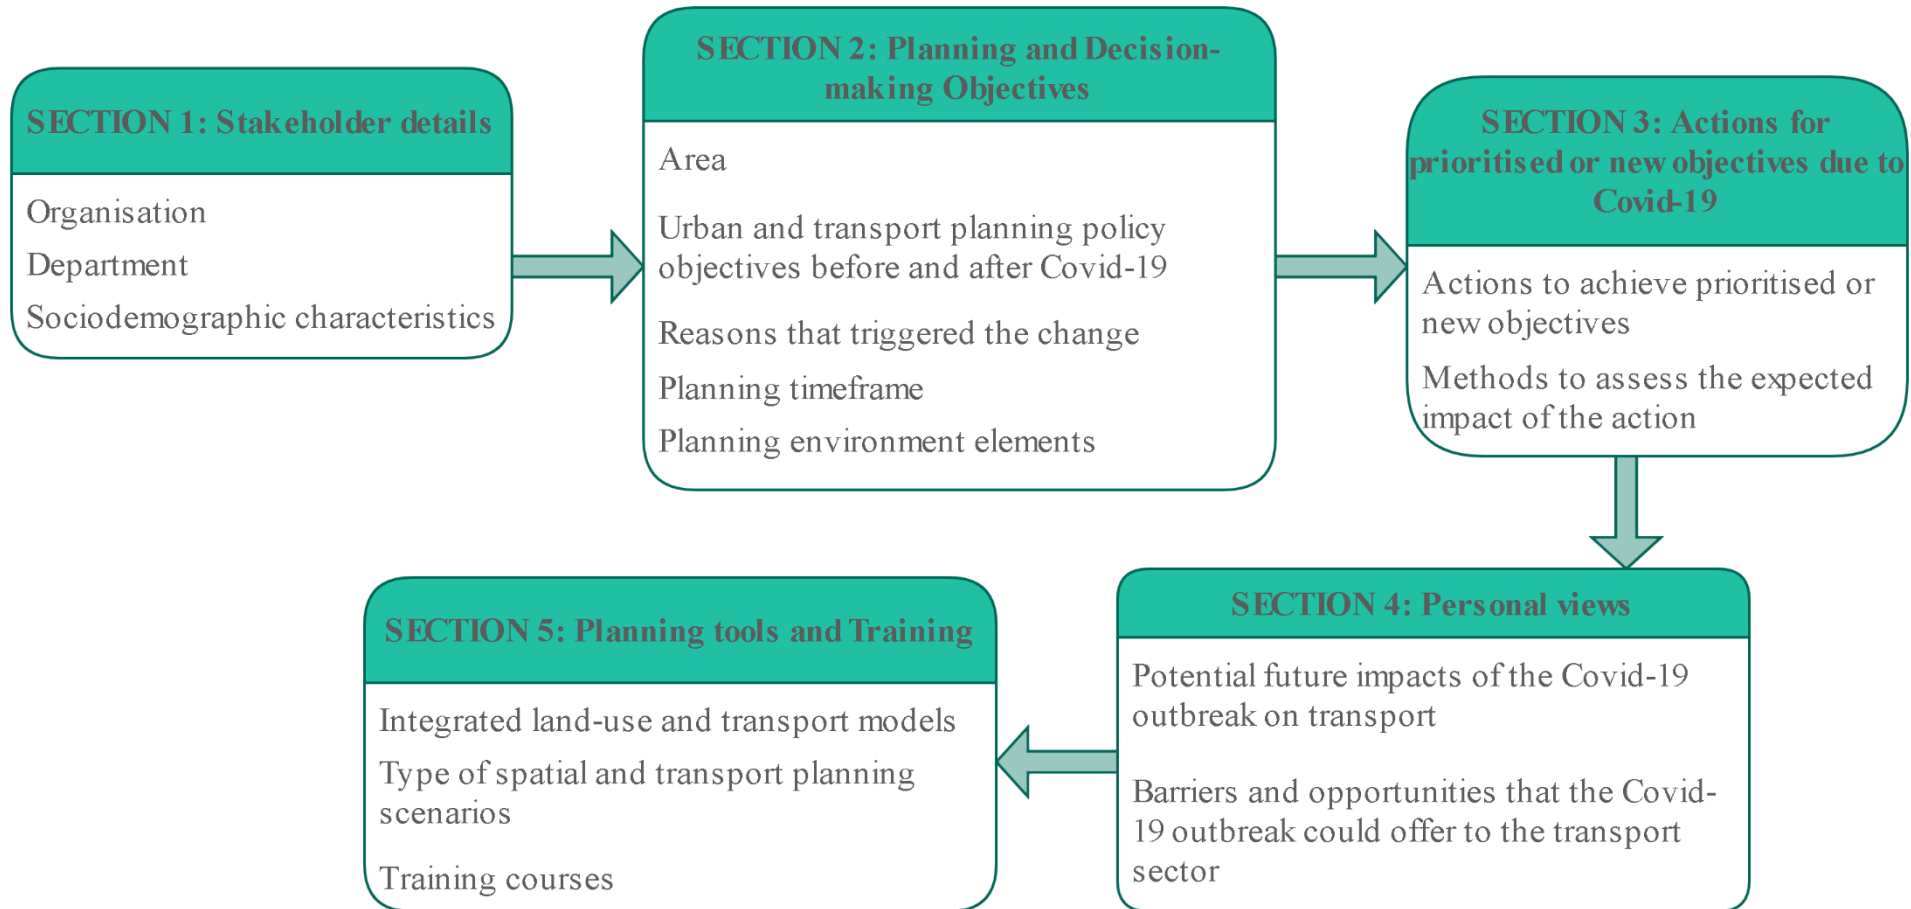 SECTION 1: Stakeholder details
Organisation
Department
Sociodemographic characteristics
SECTION 2: Planning and Decision-
making Objectives
Area
Urban and transport planning policy
objectives before and after Covid-19
Reasons that triggered the change
Planning timeframe
Planning environment elements
SECTION 3: Actions for
prioritised or new objectives due to
Covid-19
Actions to achieve prioritised or
new objectives
Methods to assess the expected
impact of the action
SECTION 4: Personal views
Potential future impacts of the Covid-19
outbreak on transport
Barriers and opportunities that the Covid-
19 outbreak could offer to the transport
sector
SECTION 5: Planning tools and Training
Integrated land-use and transport models
Type of spatial and transport planning
scenarios
Training courses